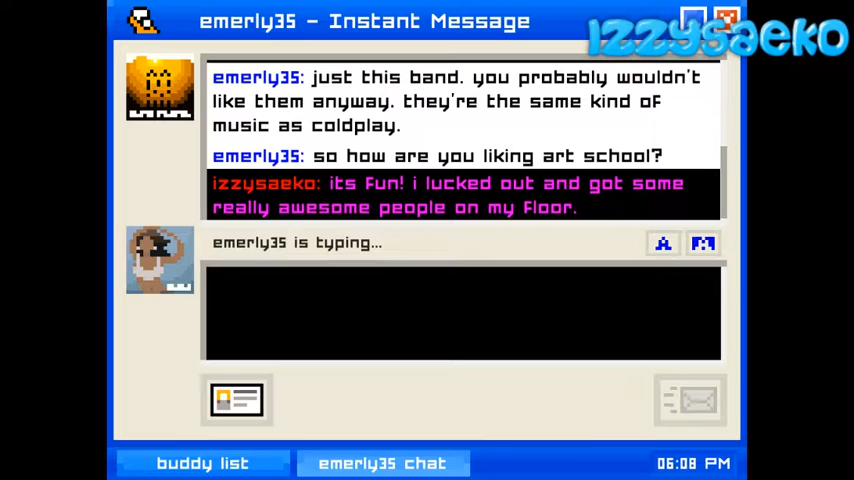 emerly35 - Instant Message
IZZYSAEKO
emerly35: just this band. you probably wouldn't
like them anyway. they're the same kind of
music as coldplay.
emerly35: so how are you liking art school?
izzysaeko: its fun! i lucked out and got some
really awesome people on my floor.
emerly35 is typing...
buddy list
emerly35 chat
06:08 PM